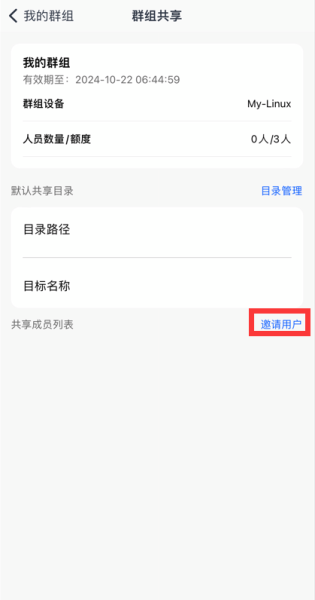 我的群组 群组共享
我的群组
有效期至：2024-10-22 06:44:59
群组设备 My-Linux
人员数量/额度 0人/3人
默认共享目录 目录管理
目录路径
目标名称
共享成员列表 邀请用户